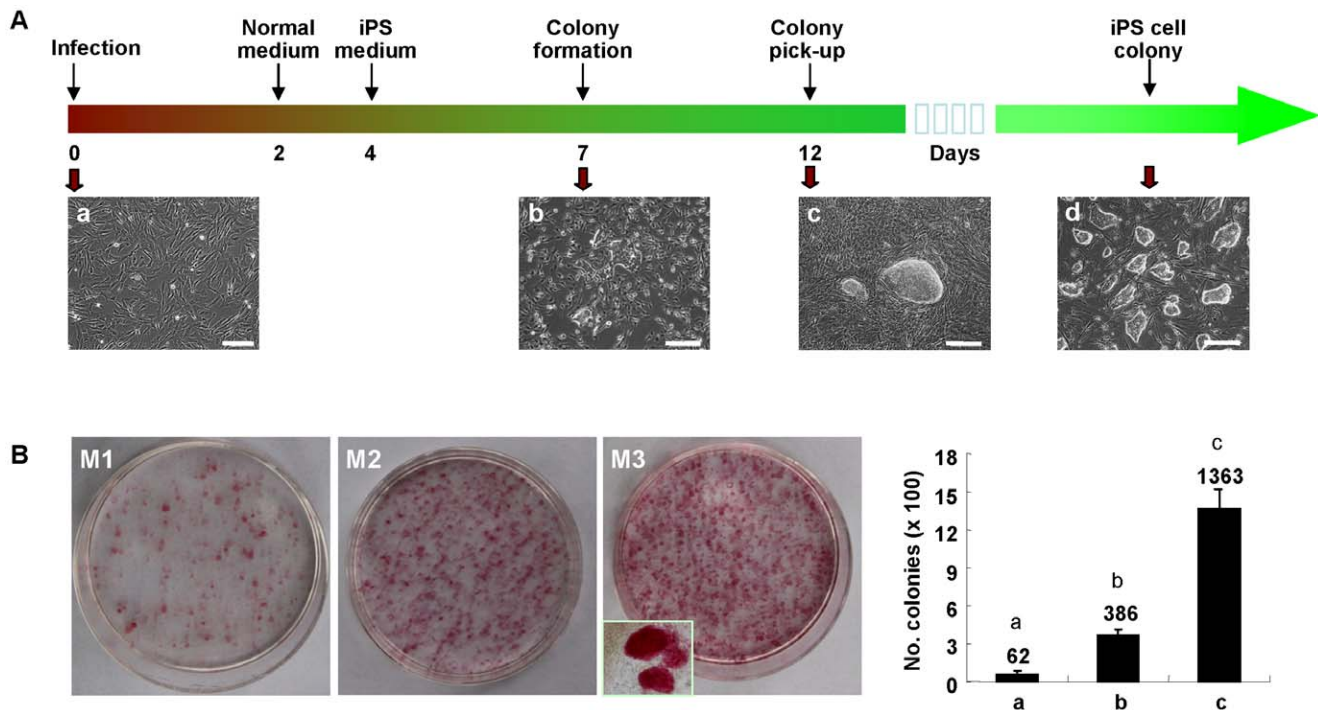 A
Infection
Normal
medium
iPS
medium
Colony
formation
Colony
pick-up
iPS cell
colony
0 2 4 7 12 Days
a b c d
B
M1 M2 M3
No. colonies (x 100)
18
15
12
9
6
3
0
a
62
b
386
c
1363
a b c